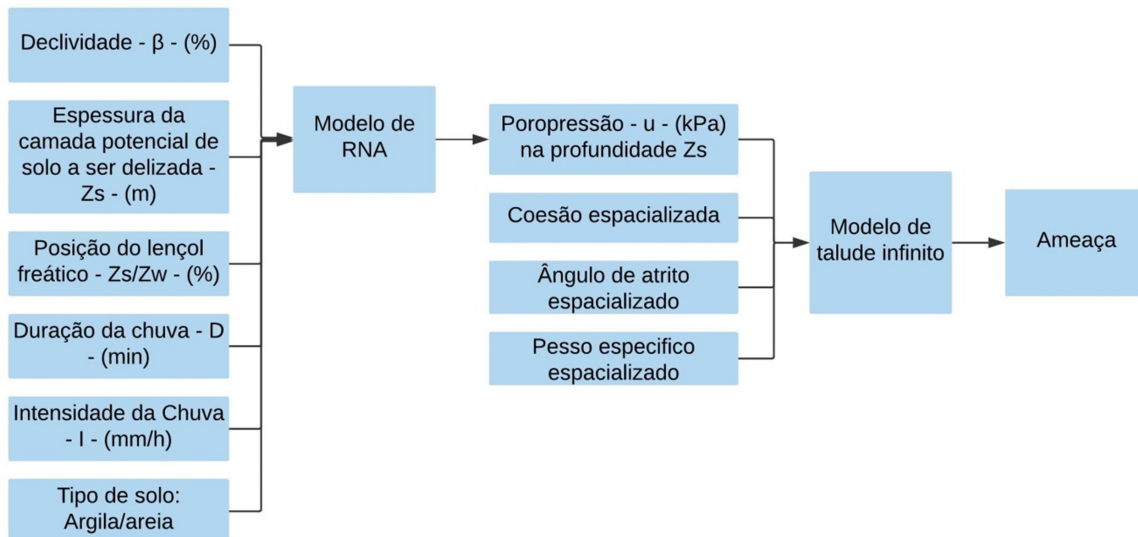 Declividade - β - (%)
Espessura da
camada potencial de
solo a ser delizada -
Zs - (m)
Posição do lençol
freático - Zs/Zw - (%)
Duração da chuva - D
- (min)
Intensidade da Chuva
- I - (mm/h)
Tipo de solo:
Argila/areia
Modelo de
RNA
Poropressão - u - (kPa)
na profundidade Zs
Coesão espacializada
Ângulo de atrito
espacializado
Pesso especifico
espacializado
Modelo de
talude infinito
Ameaça